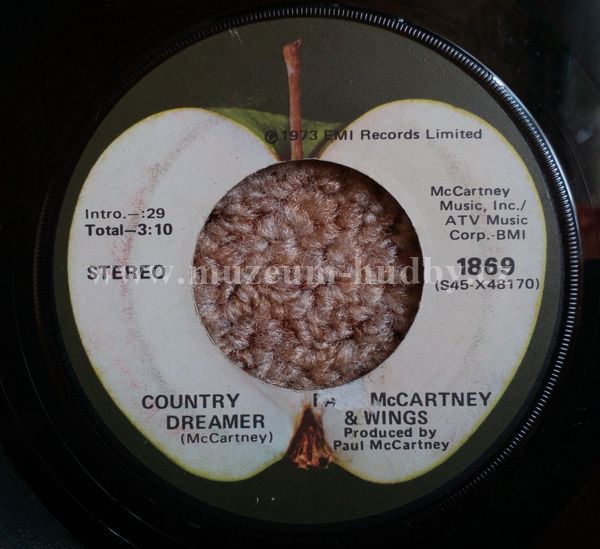 ℗ 1973 EMI Records Limited
McCartney
Music, Inc./
ATV Music
Corp.-BMI
Intro.–:29
Total–3:10
STEREO
1869
(S45-X48170)
www.muzeum-hudby
COUNTRY
DREAMER
(McCartney)
McCARTNEY
& WINGS
Produced by
Paul McCartney